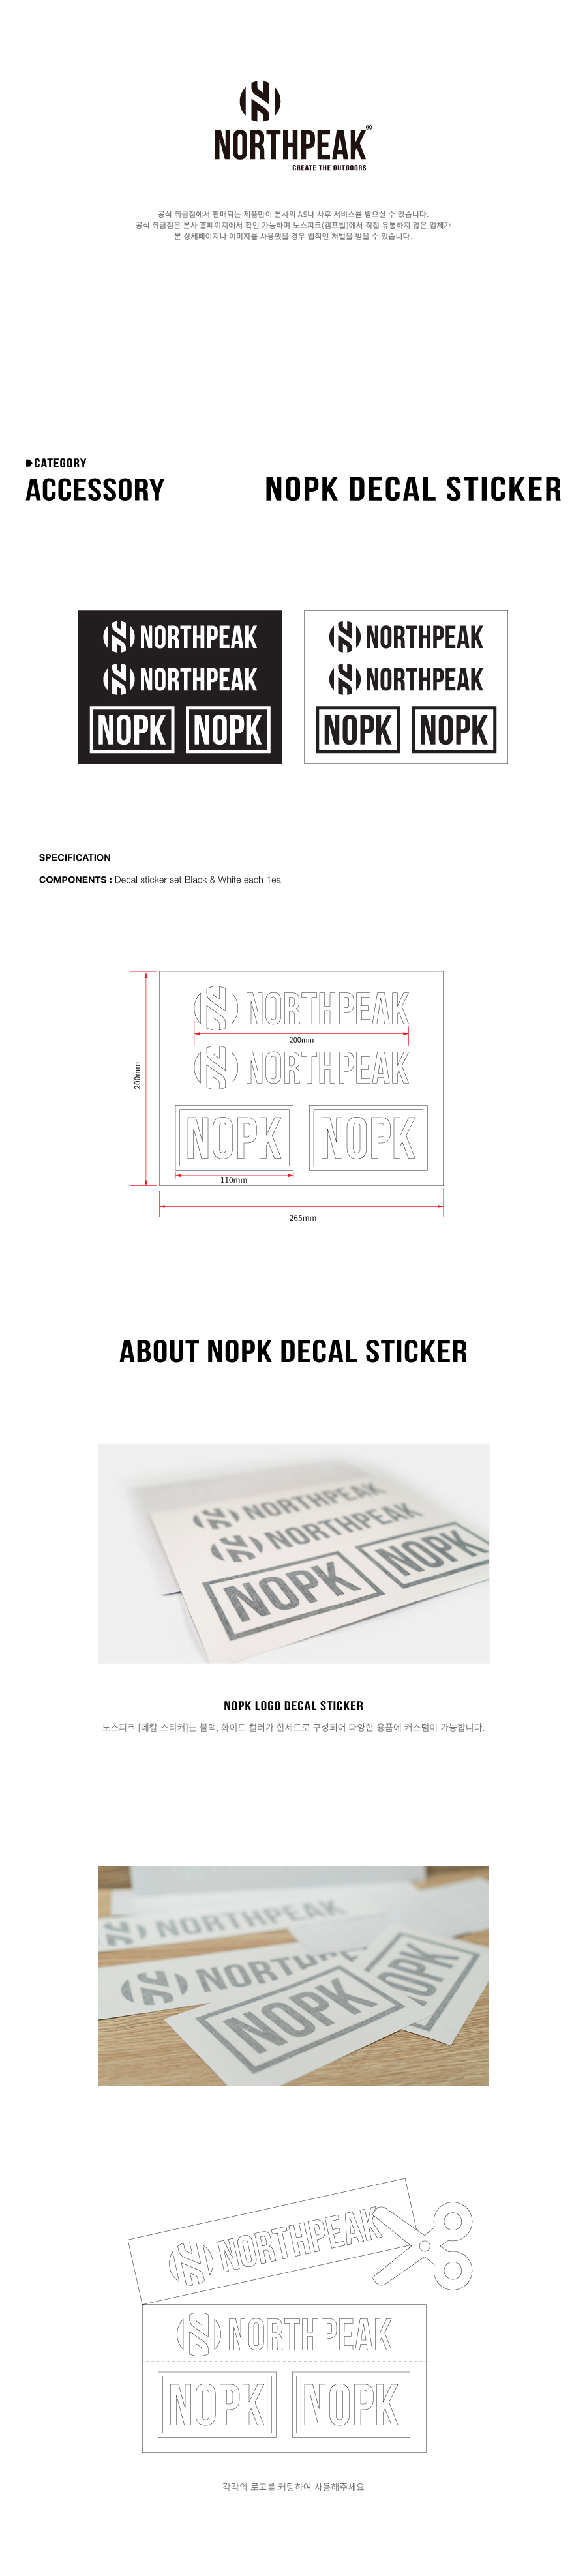 NORTHPEAK®
CREATE THE OUTDOORS
공식 취급점에서 판매되는 제품만이 본사의 AS나 사후 서비스를 받으실 수 있습니다.
공식 취급점은 본사 홈페이지에서 확인 가능하며 노스피크(캠프빌)에서 직접 유통하지 않은 업체가
본 상세페이지나 이미지를 사용했을 경우 법적인 처벌을 받을 수 있습니다.
CATEGORY
ACCESSORY
NOPK DECAL STICKER
NORTHPEAK
NORTHPEAK
NOPK NOPK
NORTHPEAK
NORTHPEAK
NOPK NOPK
SPECIFICATION
COMPONENTS : Decal sticker set Black & White each 1ea
NORTHPEAK
200mm
200mm
NORTHPEAK
NOPK NOPK
110mm
265mm
ABOUT NOPK DECAL STICKER
NORTHPEAK
NORTHPEAK
NOPK NOPK
NOPK LOGO DECAL STICKER
노스피크 [데칼 스티커]는 블랙, 화이트 컬러가 한세트로 구성되어 다양한 용품에 커스텀이 가능합니다.
NORTHPEAK
NORTH
NOPK NOPK
NORTHPEAK
NORTHPEAK
NOPK NOPK
각각의 로고를 커팅하여 사용해주세요